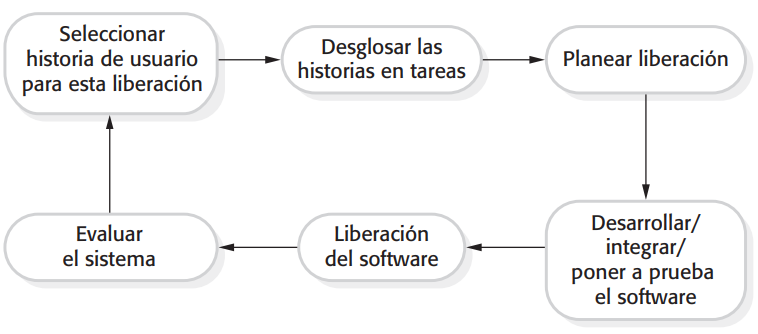 Seleccionar
historia de usuario
para esta liberación
Desglosar las
historias en tareas
Planear liberación
Desarrollar/
integrar/
poner a prueba
el software
Liberación
del software
Evaluar
el sistema